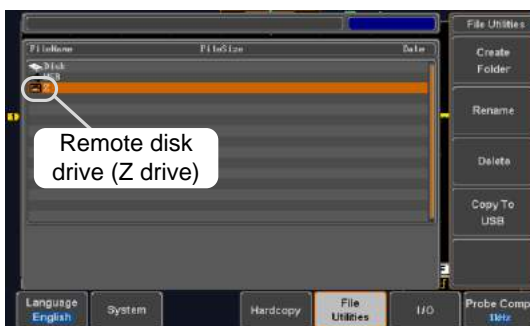 File Utilities
FileName FileSize Date
Disk
USB
Z
Create
Folder
Rename
Delete
Copy To
USB
1
Remote disk
drive (Z drive)
Language
English
System
Hardcopy
File
Utilities
I/O
Probe Comp
1kHz